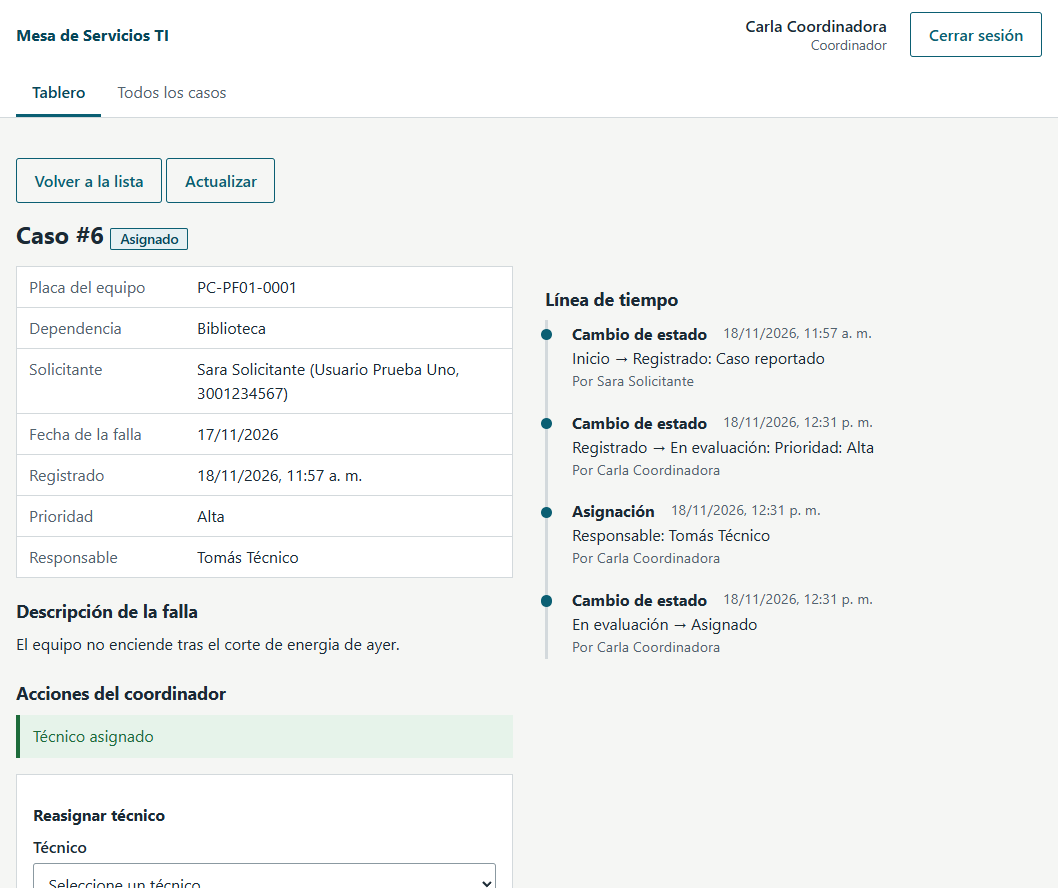 Mesa de Servicios TI
Carla Coordinadora
Coordinador
Cerrar sesión
Tablero
Todos los casos
Volver a la lista
Actualizar
Caso #6
Asignado
Placa del equipo
PC-PF01-0001
Dependencia
Biblioteca
Solicitante
Sara Solicitante (Usuario Prueba Uno,
3001234567)
Fecha de la falla
17/11/2026
Registrado
18/11/2026, 11:57 a. m.
Prioridad
Alta
Responsable
Tomás Técnico
Descripción de la falla
El equipo no enciende tras el corte de energia de ayer.
Acciones del coordinador
Técnico asignado
Reasignar técnico
Técnico
Seleccione un técnico
Línea de tiempo
Cambio de estado 18/11/2026, 11:57 a. m.
Inicio → Registrado: Caso reportado
Por Sara Solicitante
Cambio de estado 18/11/2026, 12:31 p. m.
Registrado → En evaluación: Prioridad: Alta
Por Carla Coordinadora
Asignación 18/11/2026, 12:31 p. m.
Responsable: Tomás Técnico
Por Carla Coordinadora
Cambio de estado 18/11/2026, 12:31 p. m.
En evaluación → Asignado
Por Carla Coordinadora